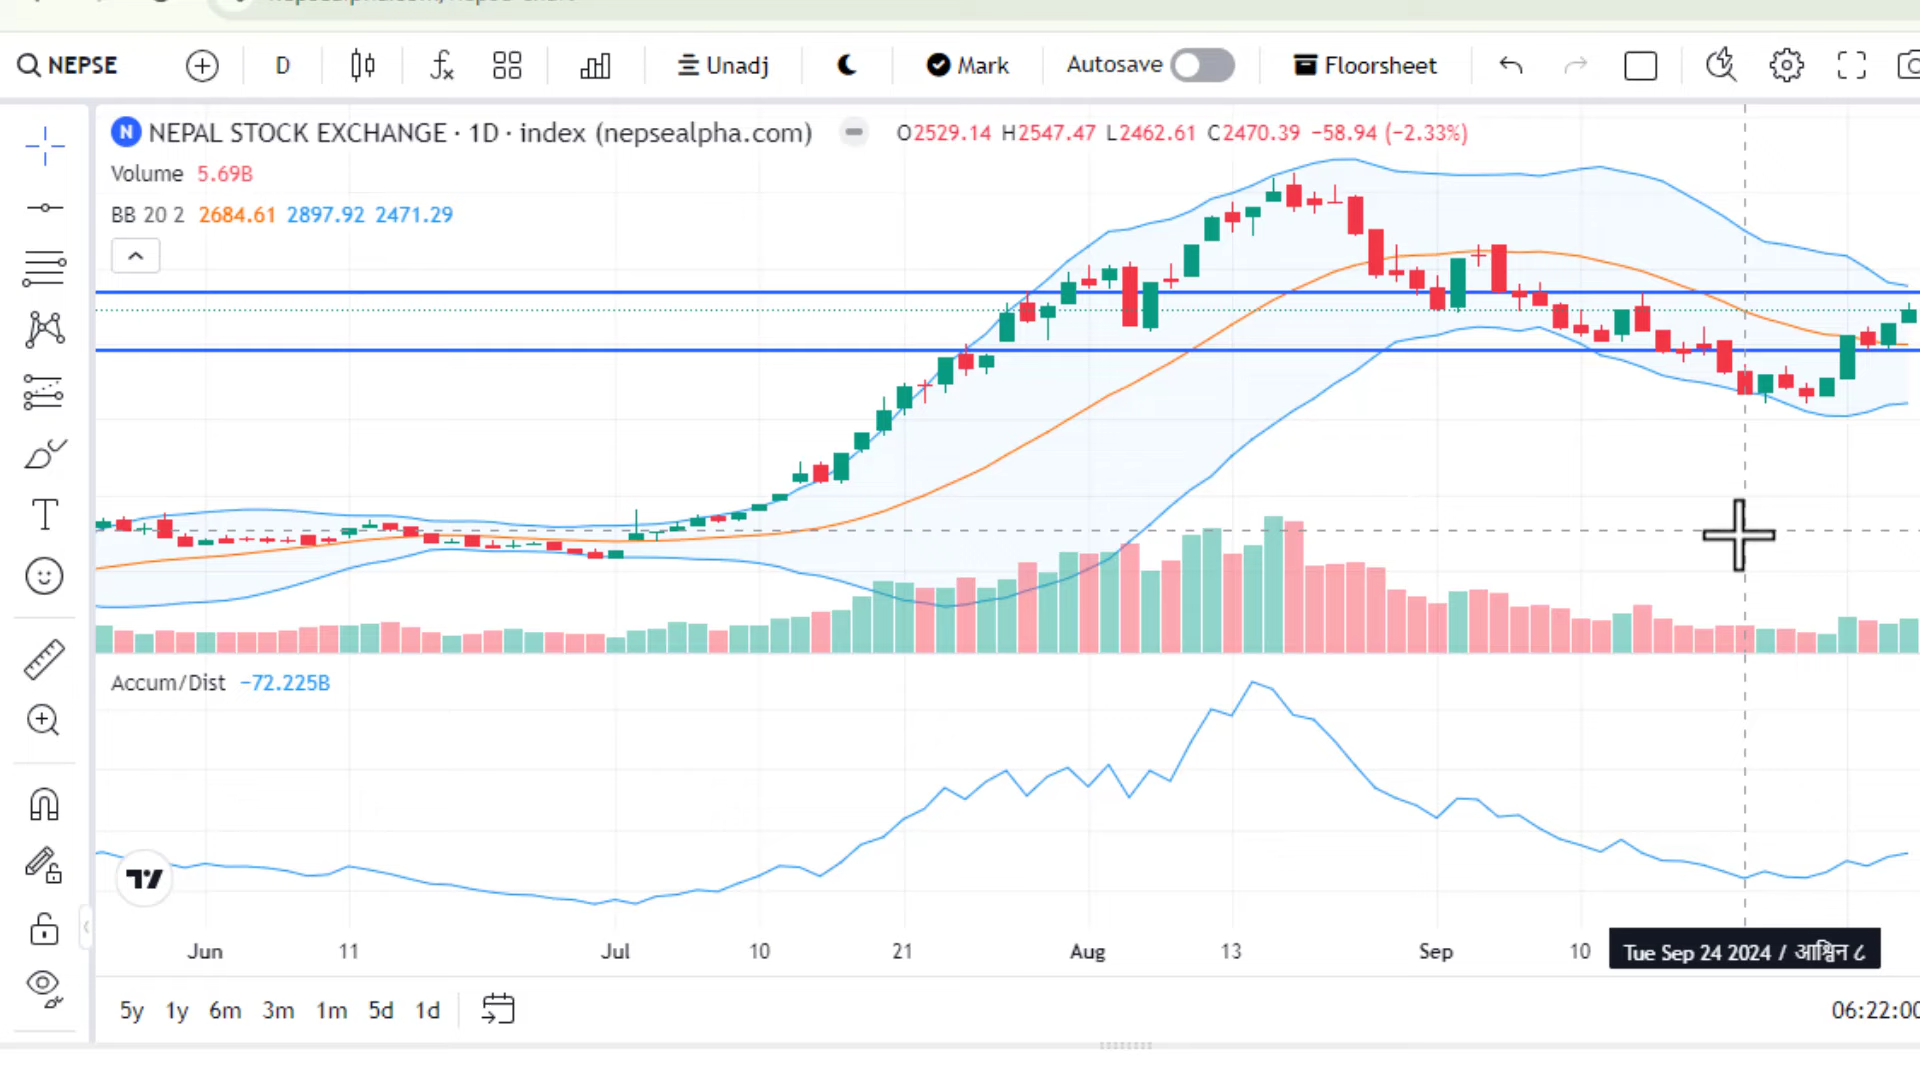 NEPSE
D
Unadj
Mark
Autosave
Floorsheet
N NEPAL STOCK EXCHANGE · 1D · index (nepsealpha.com)
O2529.14 H2547.47 L2462.61 C2470.39 −58.94 (−2.33%)
Volume 5.69B
BB 20 2 2684.61 2897.92 2471.29
Accum/Dist −72.225B
Jun 11 Jul 10 21 Aug 13 Sep 10
Tue Sep 24 2024 / आश्विन ८
5y 1y 6m 3m 1m 5d 1d
06:22:00